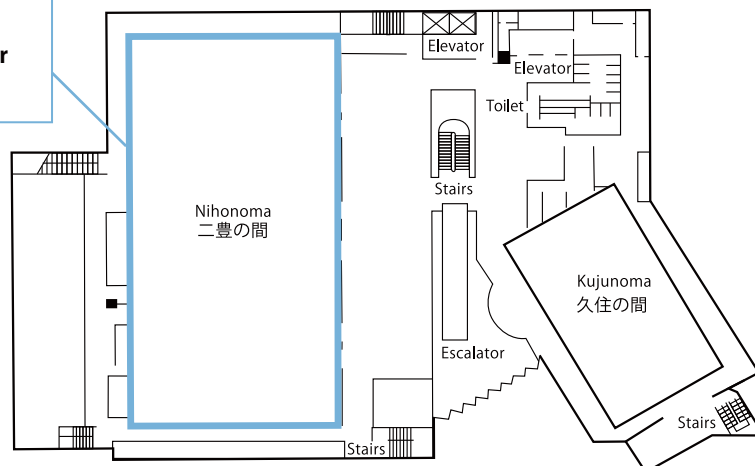 r
Elevator
Elevator
Toilet
Stairs
Nihonoma
二豊の間
Kujunoma
久住の間
Escalator
Stairs
Stairs